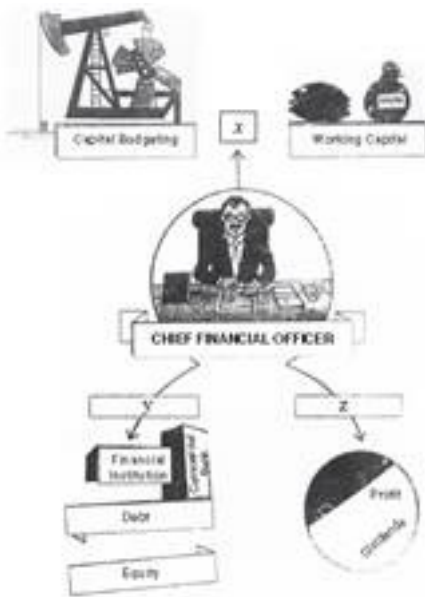 Capital Budgeting
X
Working Capital
CHIEF FINANCIAL OFFICER
Y
Z
Financial
Institution
Commercial
Bank
Debt
Equity
Profit
Dividends